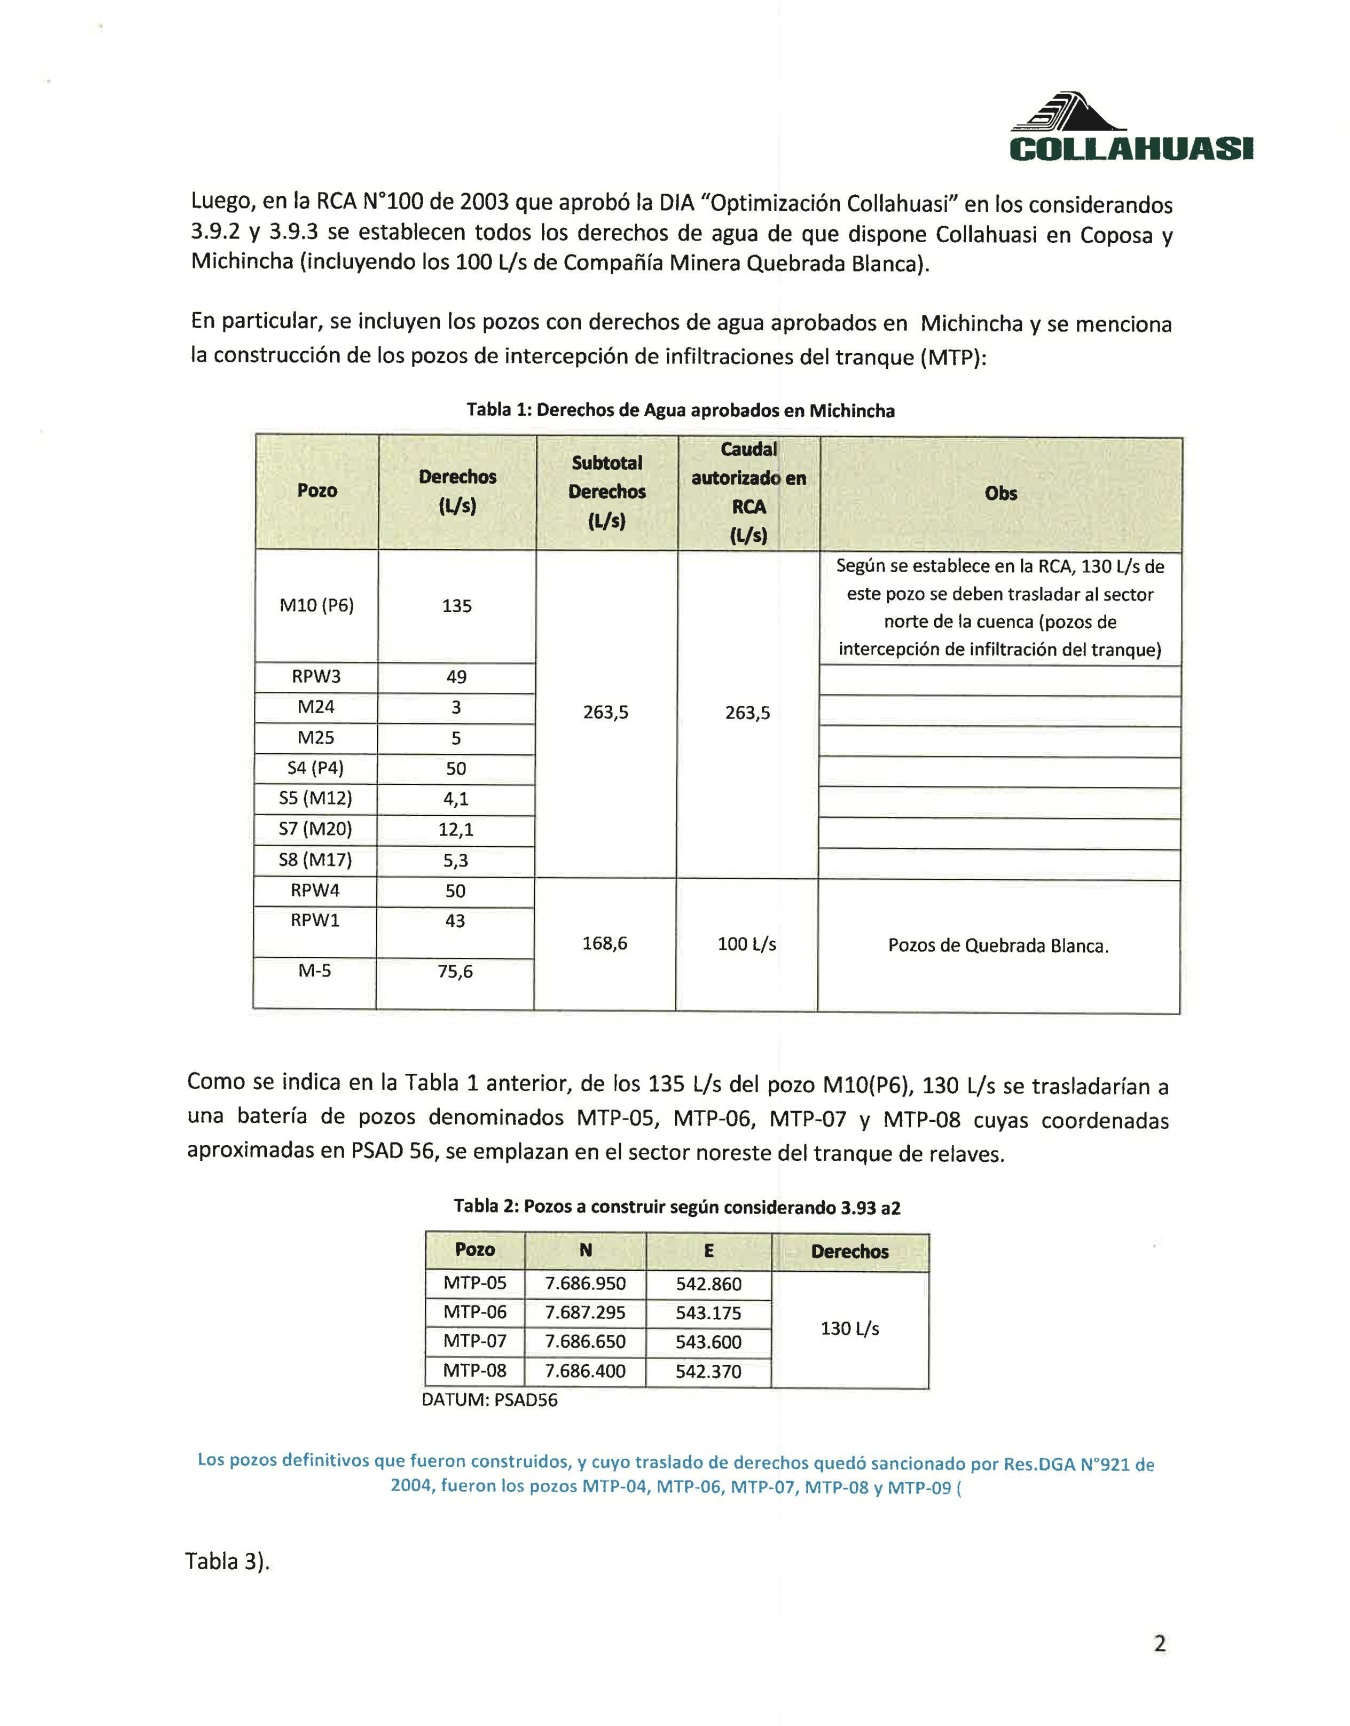 COLLAHUASI
Luego, en la RCA N°100 de 2003 que aprobó la DIA "Optimización Collahuasi" en los considerandos
3.9.2 y 3.9.3 se establecen todos los derechos de agua de que dispone Collahuasi en Coposa y
Michincha (incluyendo los 100 L/s de Compañía Minera Quebrada Blanca).
En particular, se incluyen los pozos con derechos de agua aprobados en Michincha y se menciona
la construcción de los pozos de intercepción de infiltraciones del tranque (MTP):
Tabla 1: Derechos de Agua aprobados en Michincha
Pozo
Derechos
(L/s)
Subtotal
Derechos
(L/s)
Caudal
autorizado en
RCA
(L/s)
Obs
M10 (P6)
135
263,5
263,5
Según se establece en la RCA, 130 L/s de
este pozo se deben trasladar al sector
norte de la cuenca (pozos de
intercepción de infiltración del tranque)
RPW3 49
M24 3
M25 5
S4 (P4) 50
S5 (M12) 4,1
S7 (M20) 12,1
S8 (M17) 5,3
RPW4 50
RPW1 43
168,6 100 L/s Pozos de Quebrada Blanca.
M-5 75,6
Como se indica en la Tabla 1 anterior, de los 135 L/s del pozo M10(P6), 130 L/s se trasladarían a
una batería de pozos denominados MTP-05, MTP-06, MTP-07 y MTP-08 cuyas coordenadas
aproximadas en PSAD 56, se emplazan en el sector noreste del tranque de relaves.
Tabla 2: Pozos a construir según considerando 3.93 a2
Pozo N E Derechos
MTP-05 7.686.950 542.860
MTP-06 7.687.295 543.175
130 L/s
MTP-07 7.686.650 543.600
MTP-08 7.686.400 542.370
DATUM: PSAD56
Los pozos definitivos que fueron construidos, y cuyo traslado de derechos quedó sancionado por Res.DGA N°921 de
2004, fueron los pozos MTP-04, MTP-06, MTP-07, MTP-08 y MTP-09 (
Tabla 3).
2